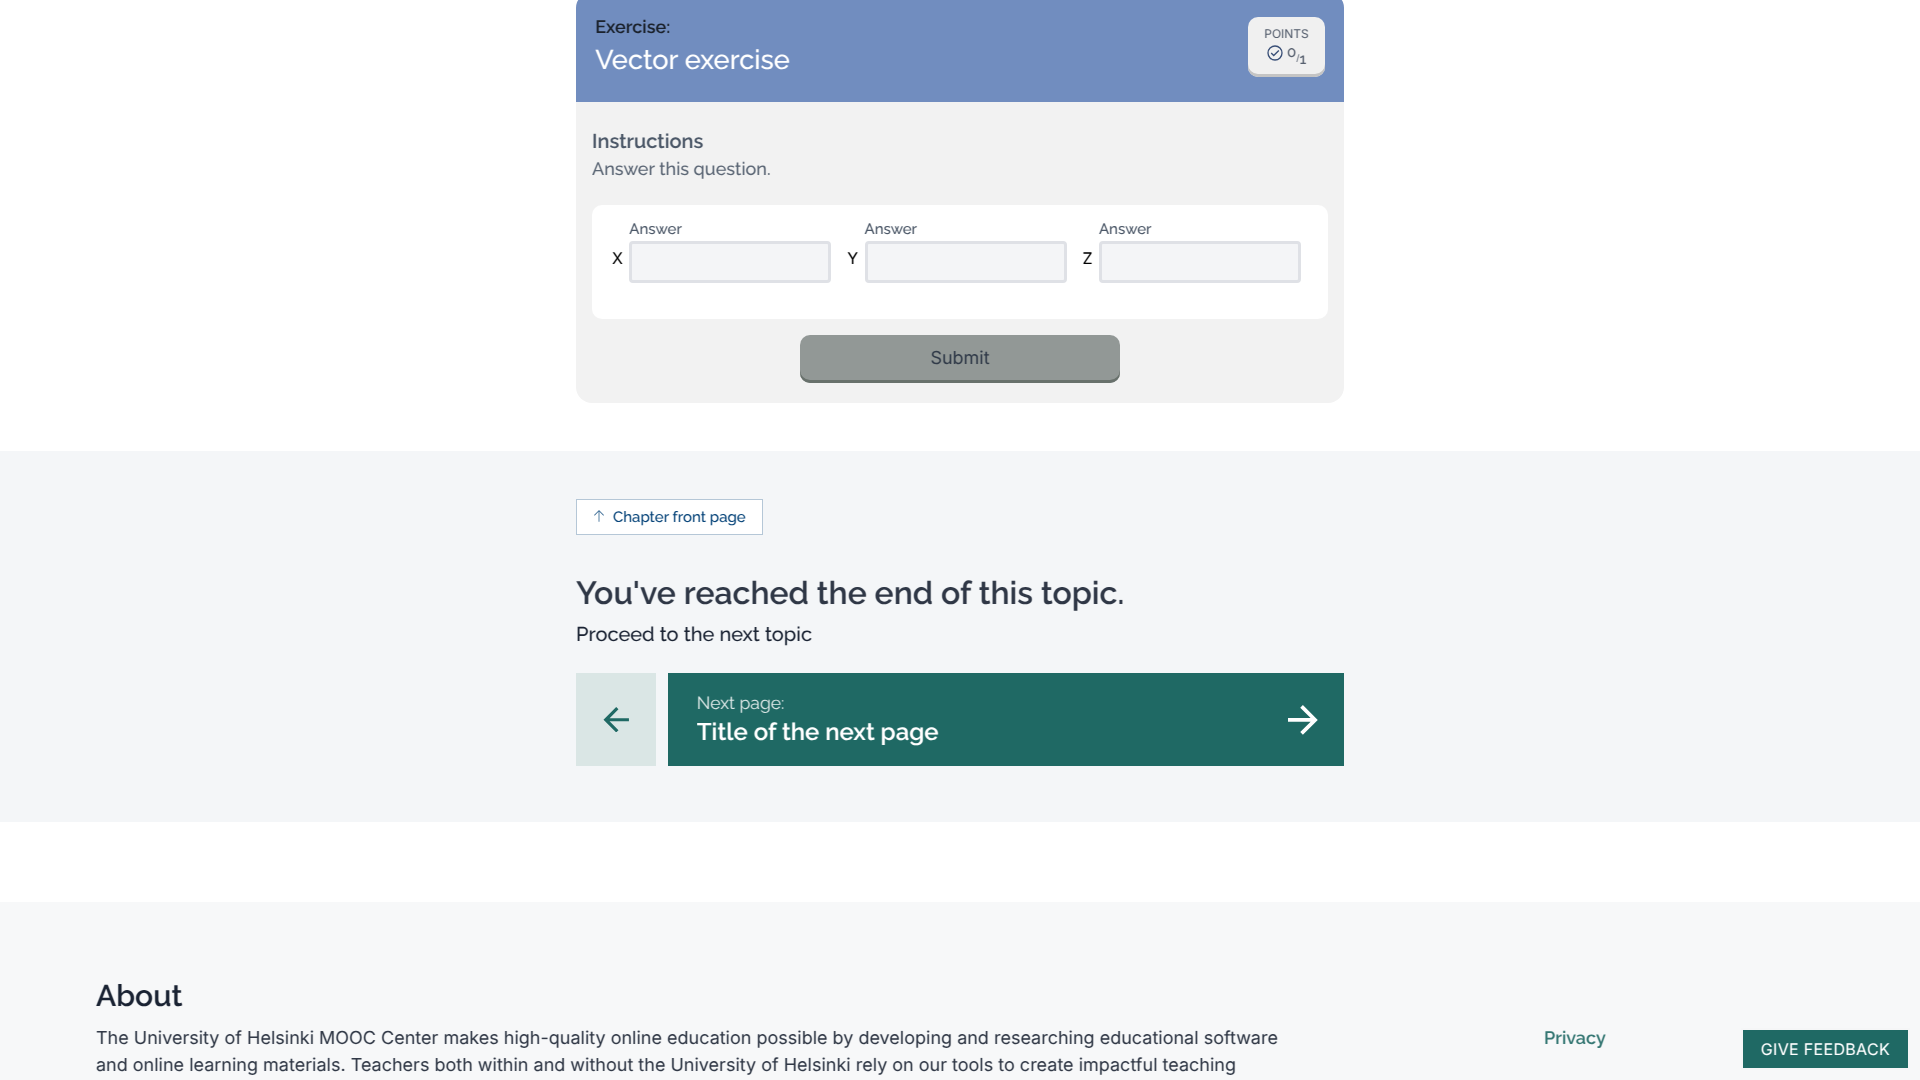 Exercise:
Vector exercise
POINTS
0/1
Instructions
Answer this question.
Answer
X
Answer
Y
Answer
Z
Submit
Chapter front page
You've reached the end of this topic.
Proceed to the next topic
Next page:
Title of the next page
About
The University of Helsinki MOOC Center makes high-quality online education possible by developing and researching educational software
and online learning materials. Teachers both within and without the University of Helsinki rely on our tools to create impactful teaching
Privacy
GIVE FEEDBACK